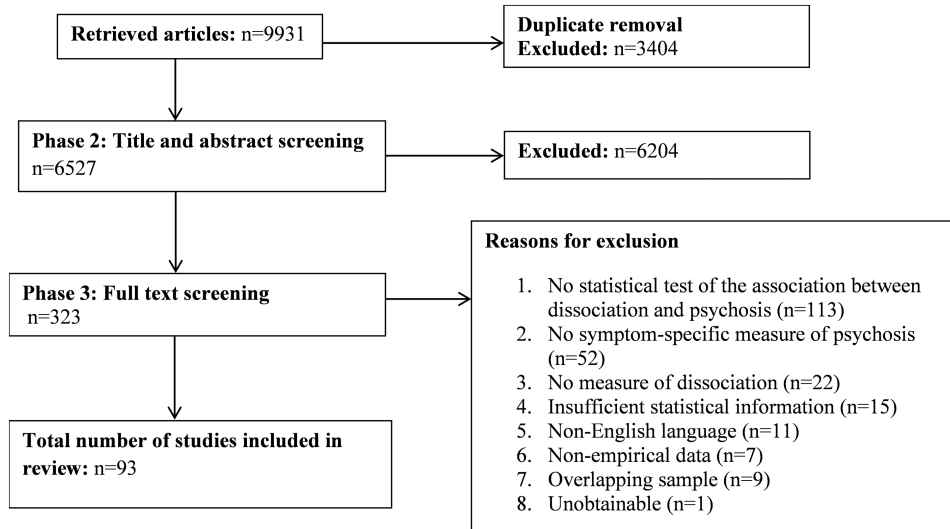 Retrieved articles: n=9931
Duplicate removal
Excluded: n=3404
Phase 2: Title and abstract screening
n=6527
Excluded: n=6204
Phase 3: Full text screening
n=323
Reasons for exclusion
1. No statistical test of the association between
dissociation and psychosis (n=113)
2. No symptom-specific measure of psychosis
(n=52)
3. No measure of dissociation (n=22)
4. Insufficient statistical information (n=15)
5. Non-English language (n=11)
6. Non-empirical data (n=7)
7. Overlapping sample (n=9)
8. Unobtainable (n=1)
Total number of studies included in
review: n=93